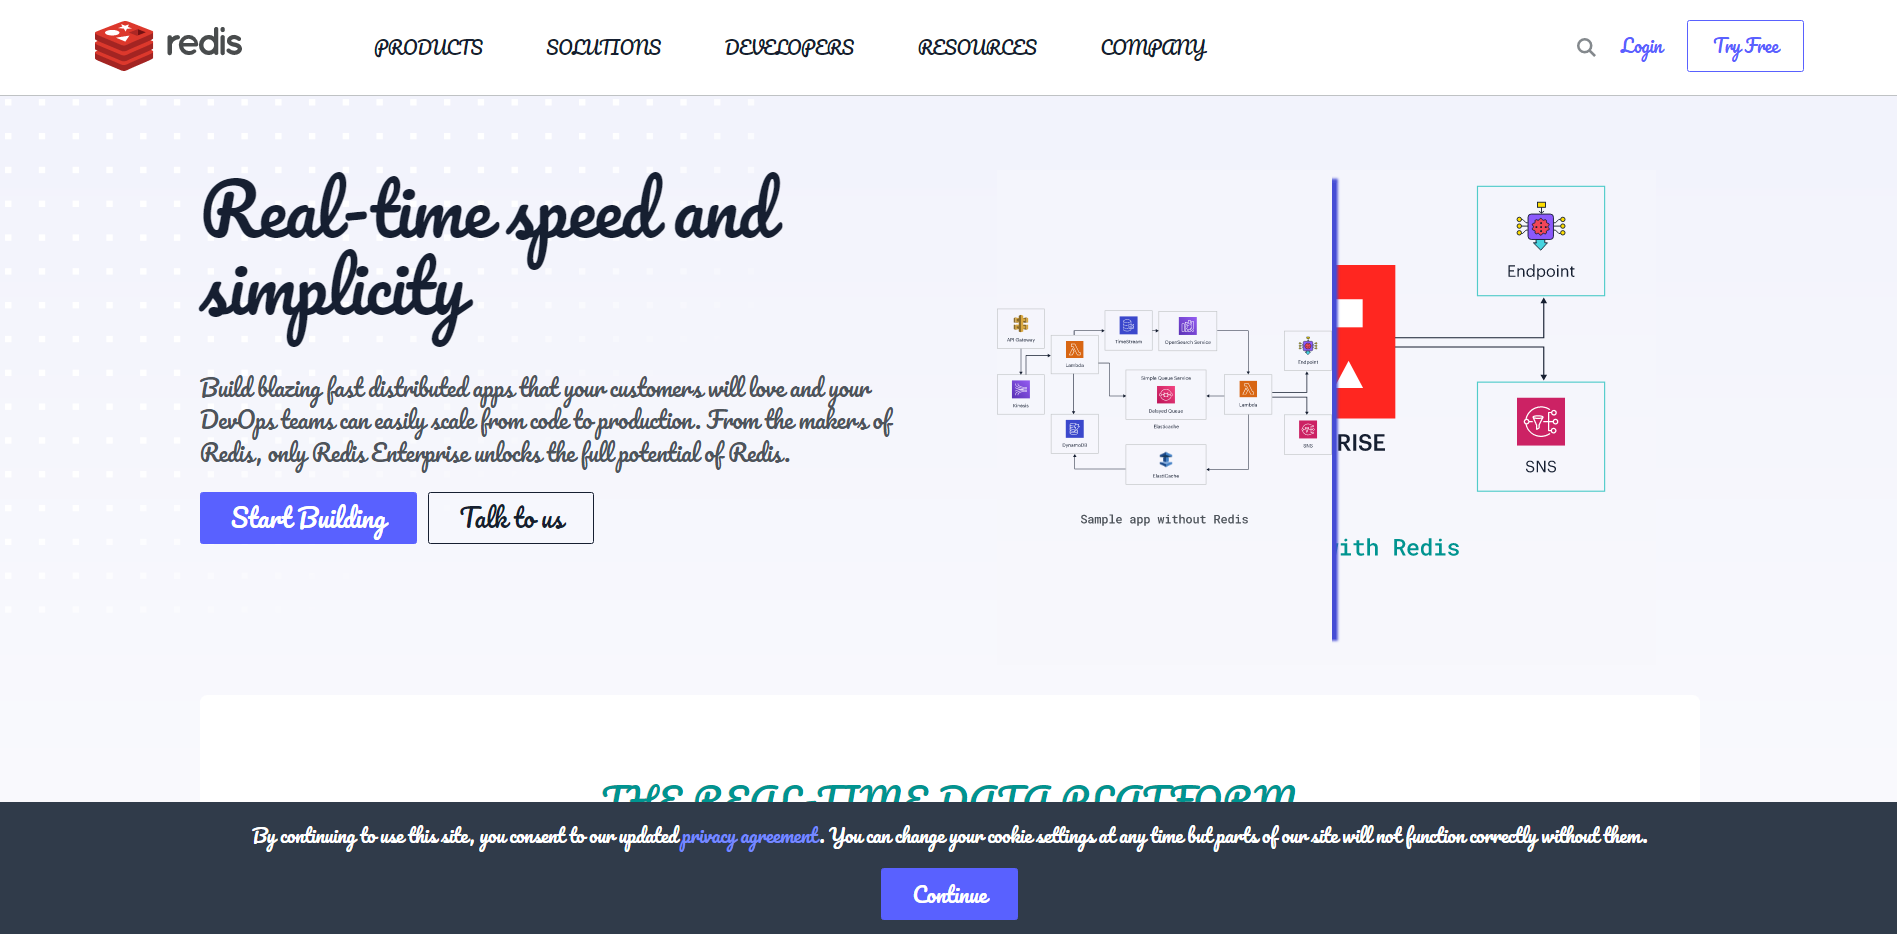 redis
PRODUCTS
SOLUTIONS
DEVELOPERS
RESOURCES
COMPANY
Login
Try Free
Real-time speed and
simplicity
Build blazing fast distributed apps that your customers will love and your
DevOps teams can easily scale from code to production. From the makers of
Redis, only Redis Enterprise unlocks the full potential of Redis.
Start Building
Talk to us
API Gateway
Lambda
TimeStream
OpenSearch Service
Endpoint
Kinesis
Simple Queue Service
Delayed Queue
Elasticache
Lambda
DynamoDB
SNS
ElastiCache
Sample app without Redis
Endpoint
RISE
SNS
with Redis
THE REAL-TIME DATA PLATFORM
By continuing to use this site, you consent to our updated privacy agreement. You can change your cookie settings at any time but parts of our site will not function correctly without them.
Continue